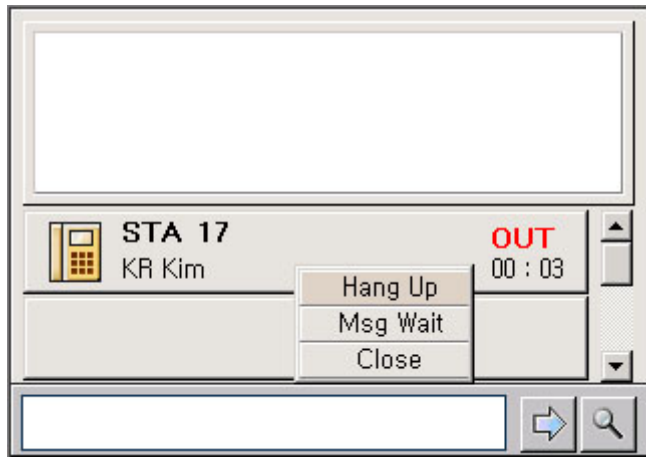 STA 17
OUT
KR Kim
00 : 03
Hang Up
Msg Wait
Close